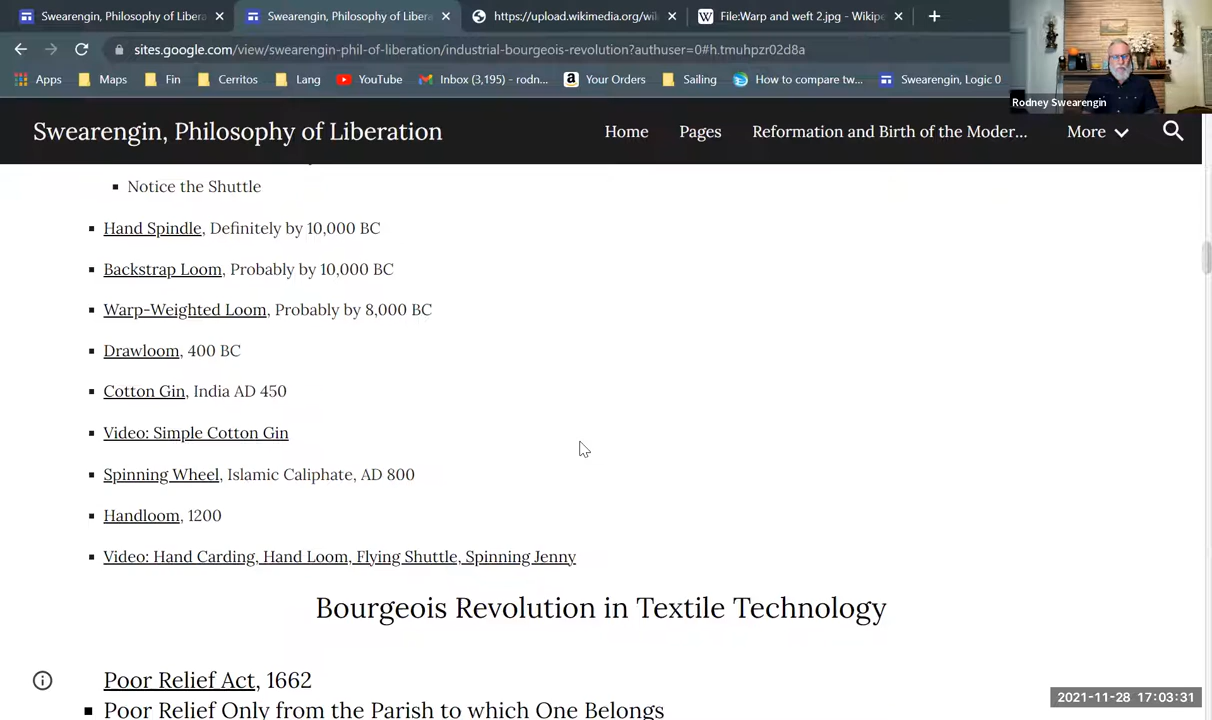 Swearengin, Philosophy of Libera
Swearengin, Philosophy of Libera
https://upload.wikimedia.org/wi
File:Warp and weft 2.jpg - Wikipe
sites.google.com/view/swearengin-phil-of-liberation/industrial-bourgeois-revolution?authuser=0#h.tmuhpzr02d8a
Apps Maps Fin Cerritos Lang YouTube Inbox (3,195) - rodn... Your Orders Sailing How to compare tw... Swearengin, Logic 0
Rodney Swearengin
Swearengin, Philosophy of Liberation
Home Pages Reformation and Birth of the Moder... More
Notice the Shuttle
Hand Spindle, Definitely by 10,000 BC
Backstrap Loom, Probably by 10,000 BC
Warp-Weighted Loom, Probably by 8,000 BC
Drawloom, 400 BC
Cotton Gin, India AD 450
Video: Simple Cotton Gin
Spinning Wheel, Islamic Caliphate, AD 800
Handloom, 1200
Video: Hand Carding, Hand Loom, Flying Shuttle, Spinning Jenny
Bourgeois Revolution in Textile Technology
Poor Relief Act, 1662
Poor Relief Only from the Parish to which One Belongs
2021-11-28 17:03:31